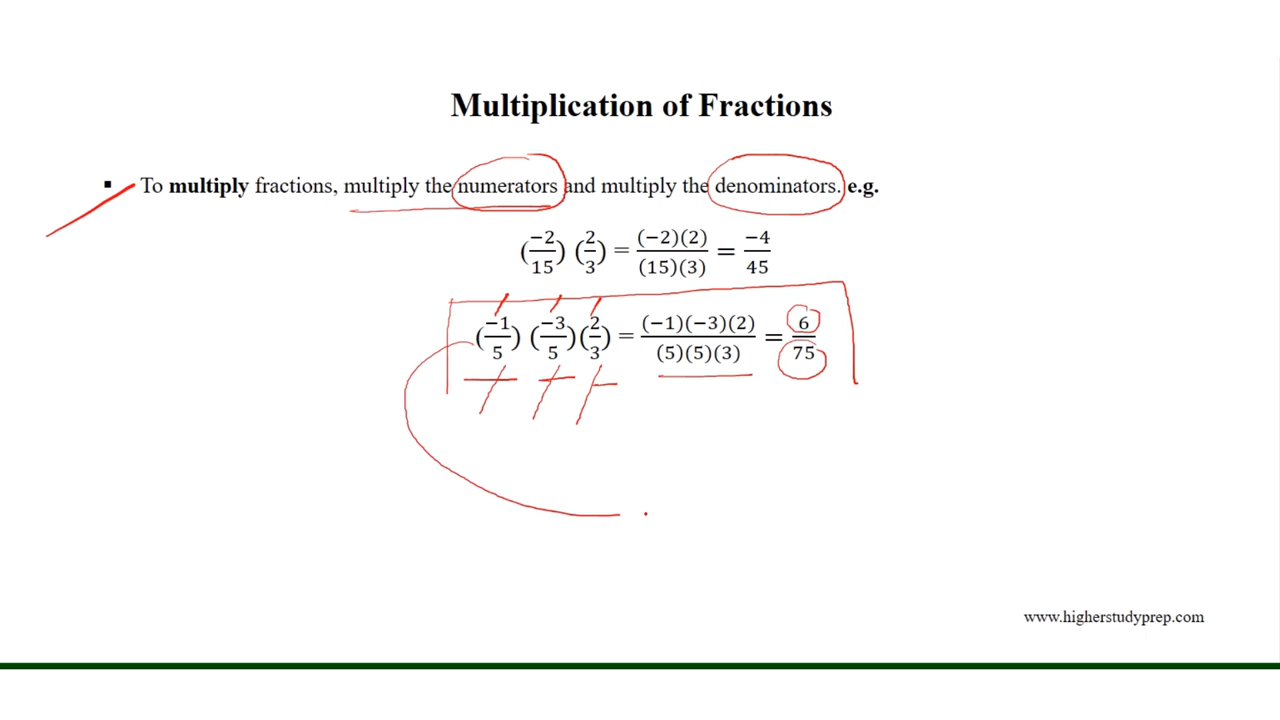 Multiplication of Fractions
▪ To multiply fractions, multiply the numerators and multiply the denominators. e.g.
(−2/15) (2/3) = (−2)(2)/(15)(3) = −4/45
(−1/5) (−3/5)(2/3) = (−1)(−3)(2)/(5)(5)(3) = 6/75
www.higherstudyprep.com